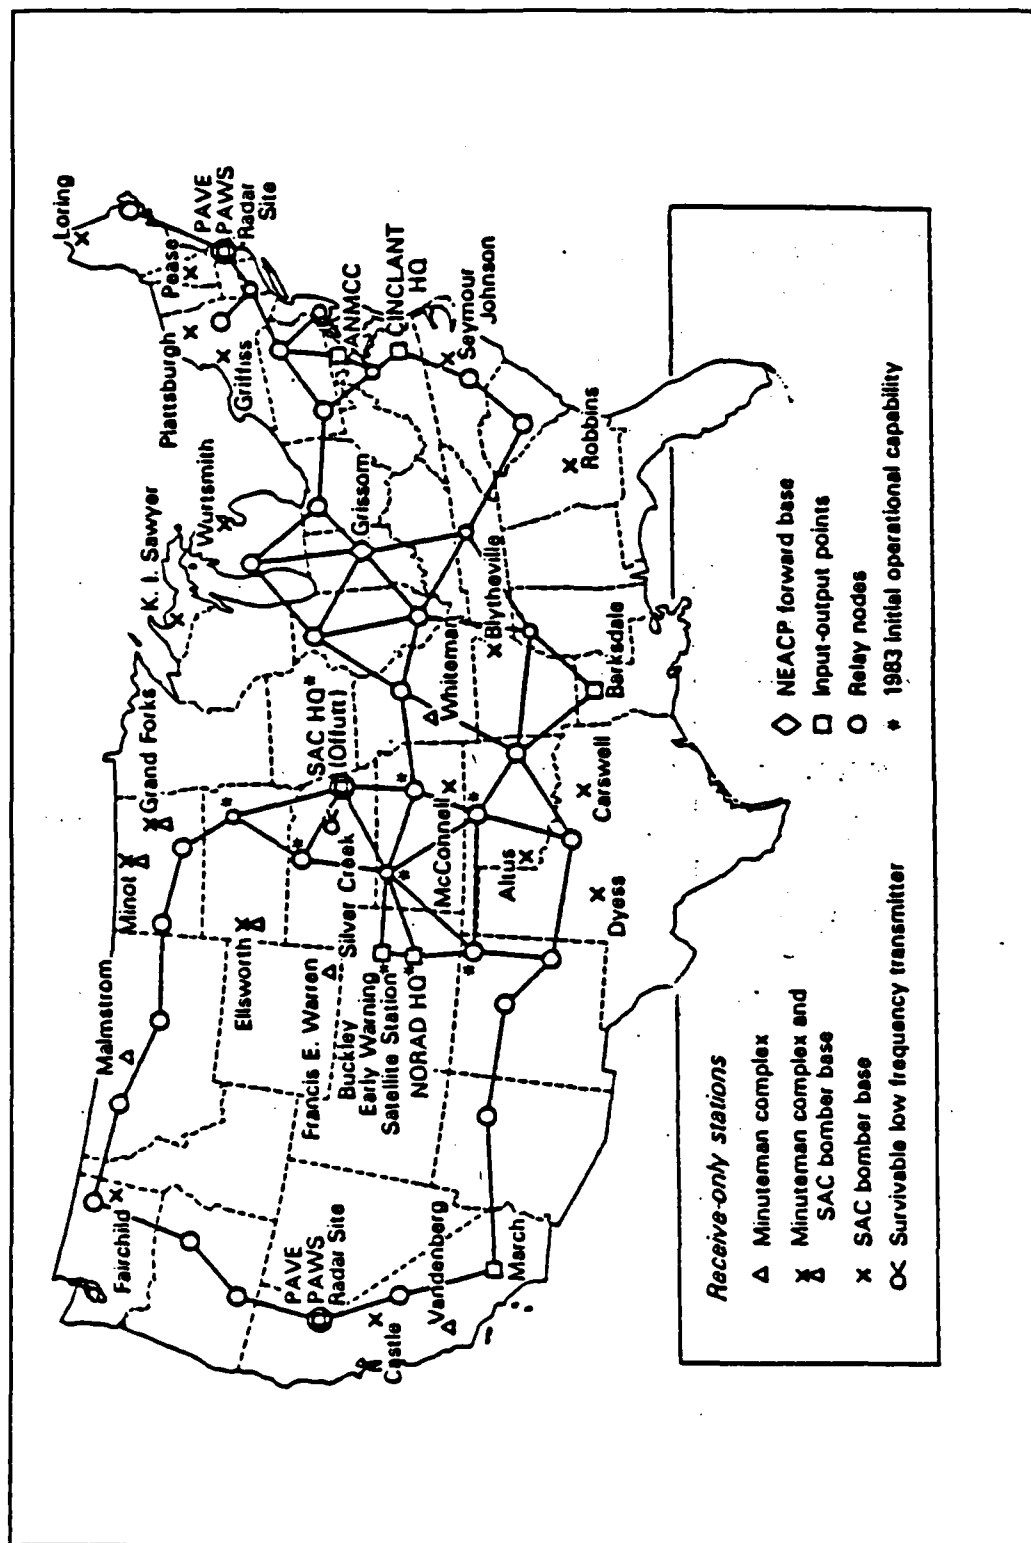 Loring
PAVE
PAWS
Radar
Site
Pease
Plattsburgh
Griffiss
ANMCC
CINCLANT
HQ
Seymour
Johnson
Robbins
Wurtsmith
K. I. Sawyer
Grissom
Blytheville
Whiteman
Barksdale
Grand Forks
Minot
SAC HQ*
(Offutt)
Silver Creek
McConnell
Altus
Carswell
Dyess
Malmstrom
Ellsworth
Francis E. Warren
Buckley
Early Warning
Satellite Station*
NORAD HQ*
Fairchild
PAVE
PAWS
Radar Site
Castle
Vandenberg
March
Receive-only stations
Minuteman complex
Minuteman complex and
SAC bomber base
SAC bomber base
Survivable low frequency transmitter
NEACP forward base
Input-output points
Relay nodes
* 1983 initial operational capability